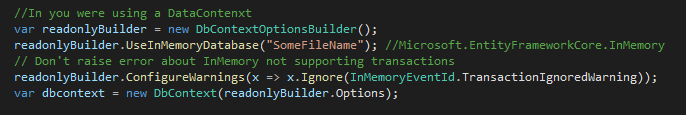 //In you were using a DataContenxt
var readonlyBuilder = new DbContextOptionsBuilder();
readonlyBuilder.UseInMemoryDatabase("SomeFileName"); //Microsoft.EntityFrameworkCore.InMemory
// Don't raise error about InMemory not supporting transactions
readonlyBuilder.ConfigureWarnings(x => x.Ignore(InMemoryEventId.TransactionIgnoredWarning));
var dbcontext = new DbContext(readonlyBuilder.Options);